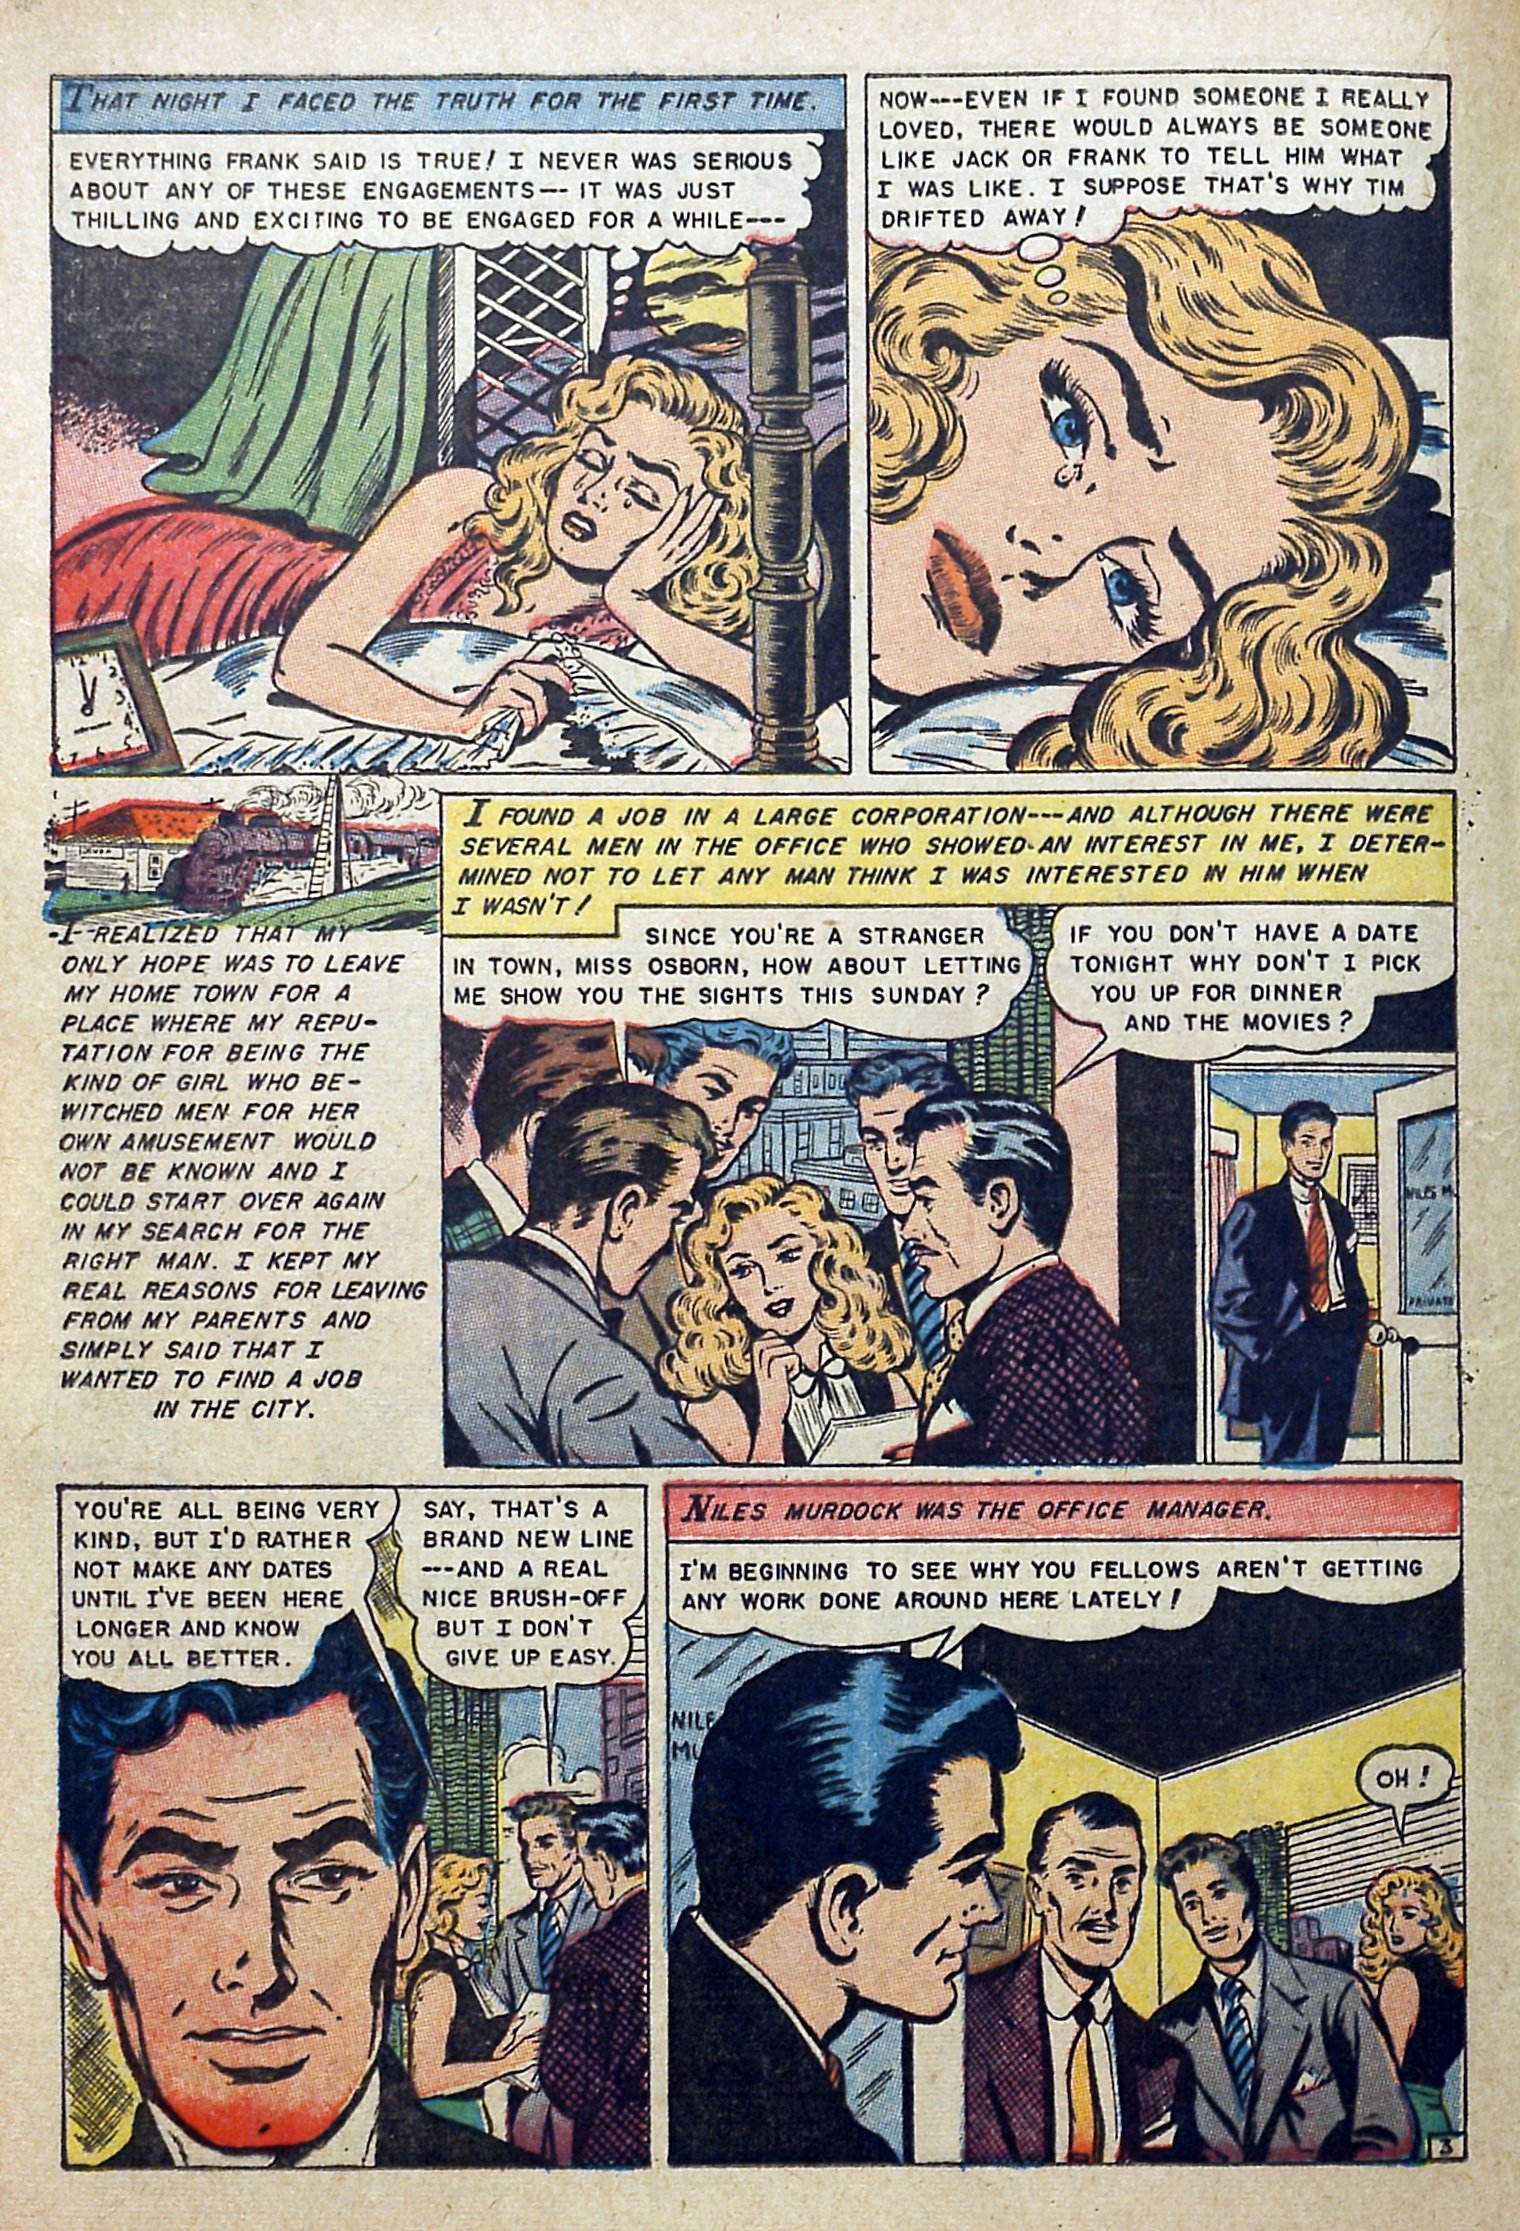 THAT NIGHT I FACED THE TRUTH FOR THE FIRST TIME.
EVERYTHING FRANK SAID IS TRUE! I NEVER WAS SERIOUS
ABOUT ANY OF THESE ENGAGEMENTS-- IT WAS JUST
THILLING AND EXCITING TO BE ENGAGED FOR A WHILE---
NOW---EVEN IF I FOUND SOMEONE I REALLY
LOVED, THERE WOULD ALWAYS BE SOMEONE
LIKE JACK OR FRANK TO TELL HIM WHAT
I WAS LIKE. I SUPPOSE THAT'S WHY TIM
DRIFTED AWAY!
12 1
2
3
4
5
6
7
I REALIZED THAT MY
ONLY HOPE WAS TO LEAVE
MY HOME TOWN FOR A
PLACE WHERE MY REPU-
TATION FOR BEING THE
KIND OF GIRL WHO BE-
WITCHED MEN FOR HER
OWN AMUSEMENT WOULD
NOT BE KNOWN AND I
COULD START OVER AGAIN
IN MY SEARCH FOR THE
RIGHT MAN. I KEPT MY
REAL REASONS FOR LEAVING
FROM MY PARENTS AND
SIMPLY SAID THAT I
WANTED TO FIND A JOB
IN THE CITY.
I FOUND A JOB IN A LARGE CORPORATION---AND ALTHOUGH THERE WERE
SEVERAL MEN IN THE OFFICE WHO SHOWED AN INTEREST IN ME, I DETER-
MINED NOT TO LET ANY MAN THINK I WAS INTERESTED IN HIM WHEN
I WASN'T!
SINCE YOU'RE A STRANGER
IN TOWN, MISS OSBORN, HOW ABOUT LETTING
ME SHOW YOU THE SIGHTS THIS SUNDAY?
IF YOU DON'T HAVE A DATE
TONIGHT WHY DON'T I PICK
YOU UP FOR DINNER
AND THE MOVIES?
NILES M
PRIVATE
YOU'RE ALL BEING VERY
KIND, BUT I'D RATHER
NOT MAKE ANY DATES
UNTIL I'VE BEEN HERE
LONGER AND KNOW
YOU ALL BETTER.
SAY, THAT'S A
BRAND NEW LINE
---AND A REAL
NICE BRUSH-OFF
BUT I DON'T
GIVE UP EASY.
NILES MURDOCK WAS THE OFFICE MANAGER.
I'M BEGINNING TO SEE WHY YOU FELLOWS AREN'T GETTING
ANY WORK DONE AROUND HERE LATELY!
NILE
MU
OH!
3